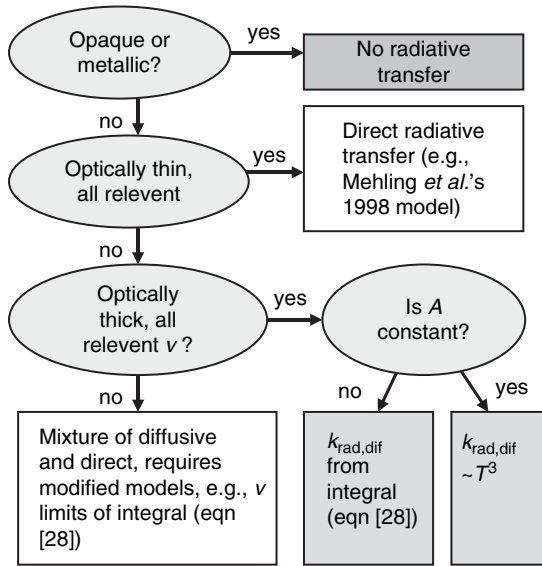 Opaque or
metallic?
yes
No radiative
transfer
no
Optically thin,
all relevent
yes
Direct radiative
transfer (e.g.,
Mehling et al.'s
1998 model)
no
Optically
thick, all
relevent v ?
yes
Is A
constant?
no
no
yes
Mixture of diffusive
and direct, requires
modified models, e.g., v
limits of integral (eqn
[28])
k_rad,dif
from
integral
(eqn [28])
k_rad,dif
~T³